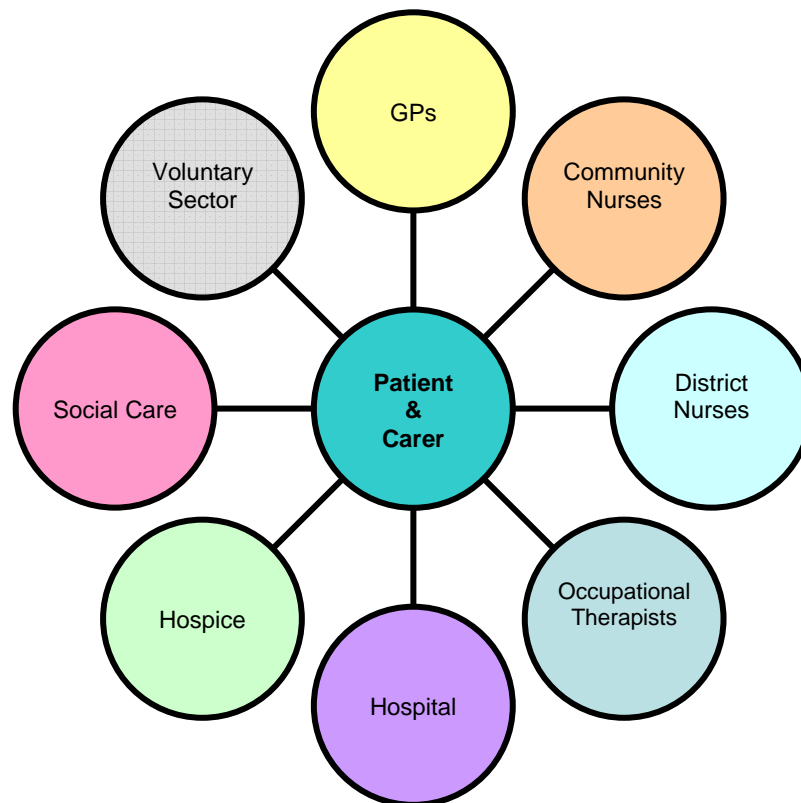 GPs
Voluntary
Sector
Community
Nurses
Social Care
Patient
&
Carer
District
Nurses
Hospice
Occupational
Therapists
Hospital